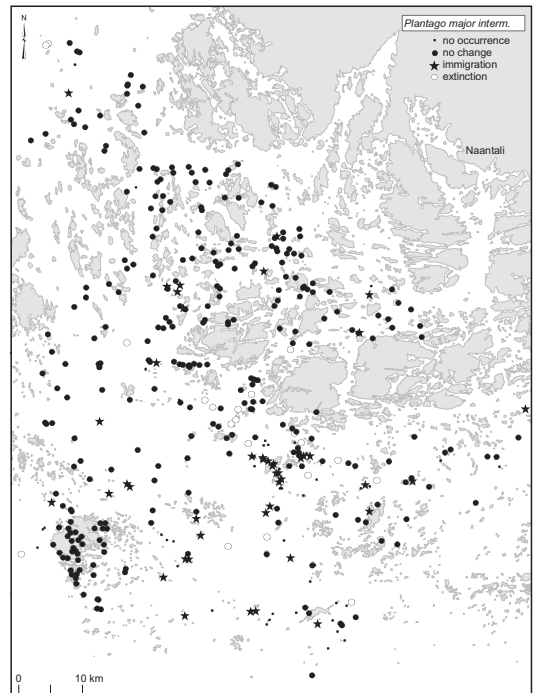 N
Plantago major interm.
no occurrence
no change
immigration
extinction
Naantali
0 10 km